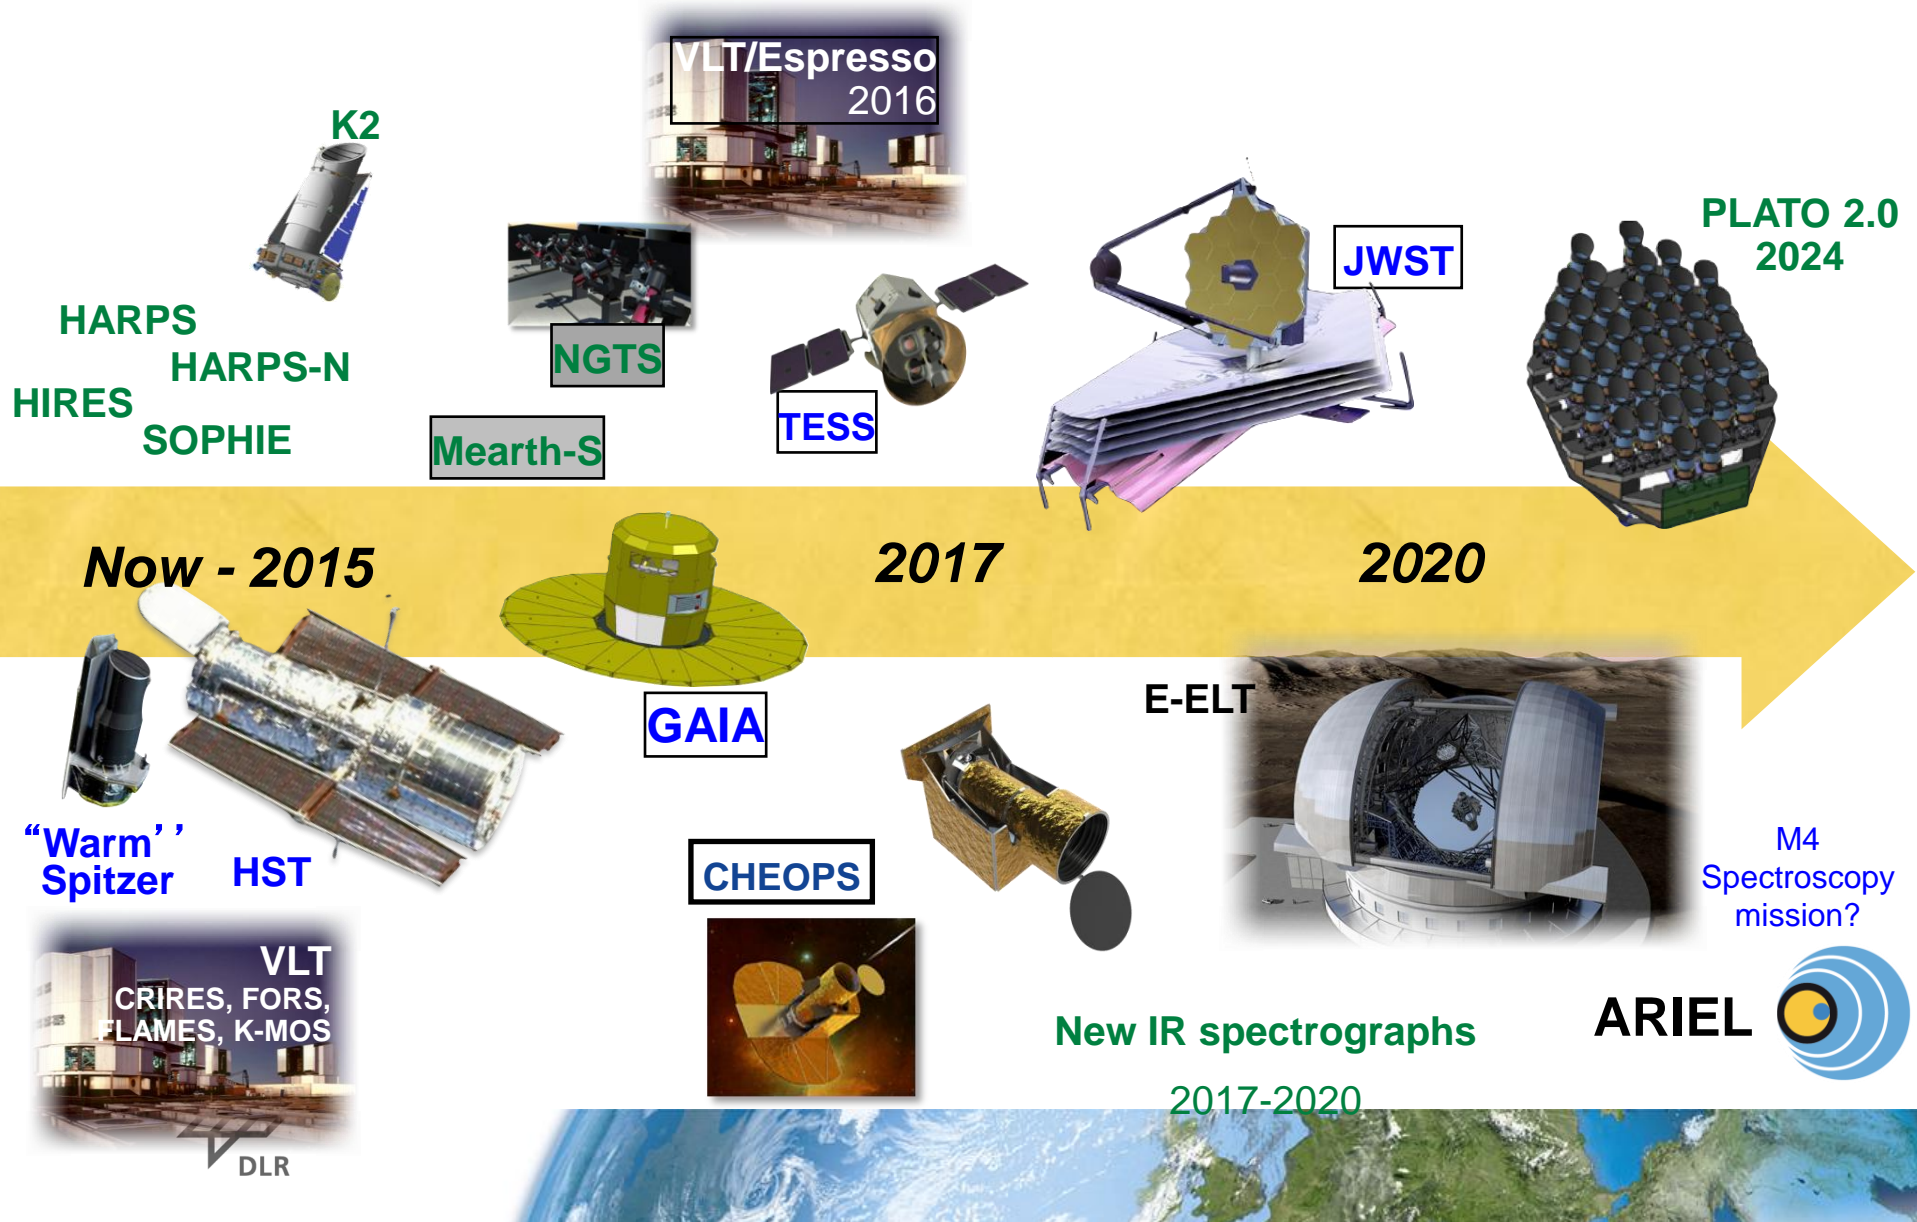 VLT/Espresso
2016
K2
PLATO 2.0
2024
JWST
HARPS
HARPS-N
HIRES
SOPHIE
NGTS
Mearth-S
TESS
Now - 2015
2017
2020
E-ELT
GAIA
“Warm’’
Spitzer
HST
CHEOPS
M4
Spectroscopy
mission?
VLT
CRIRES, FORS,
FLAMES, K-MOS
ARIEL
New IR spectrographs
2017-2020
DLR